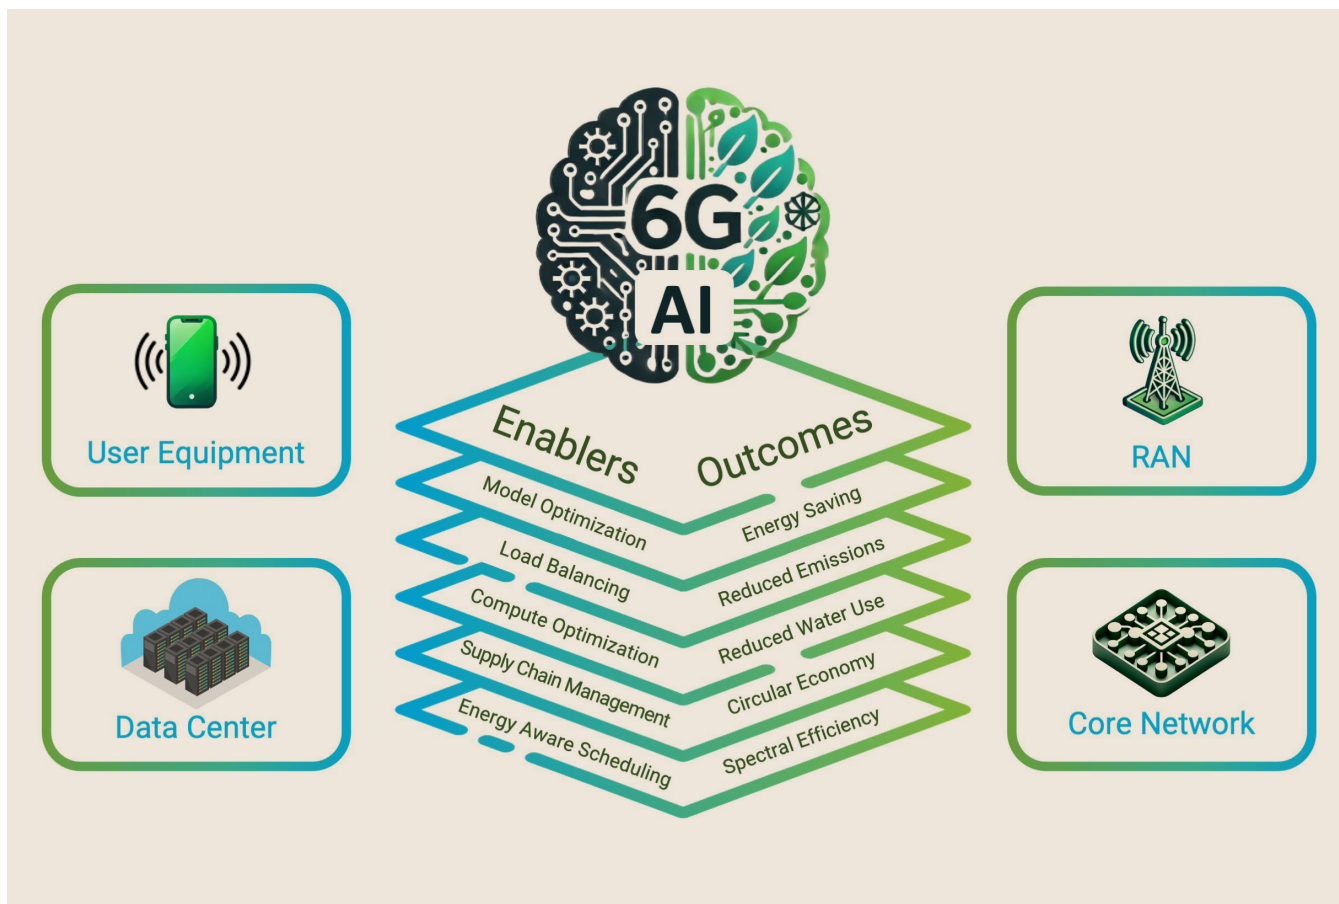 6G
AI
Enablers
Outcomes
Model Optimization
Load Balancing
Compute Optimization
Supply Chain Management
Energy Aware Scheduling
Energy Saving
Reduced Emissions
Reduced Water Use
Circular Economy
Spectral Efficiency
User Equipment
Data Center
RAN
Core Network